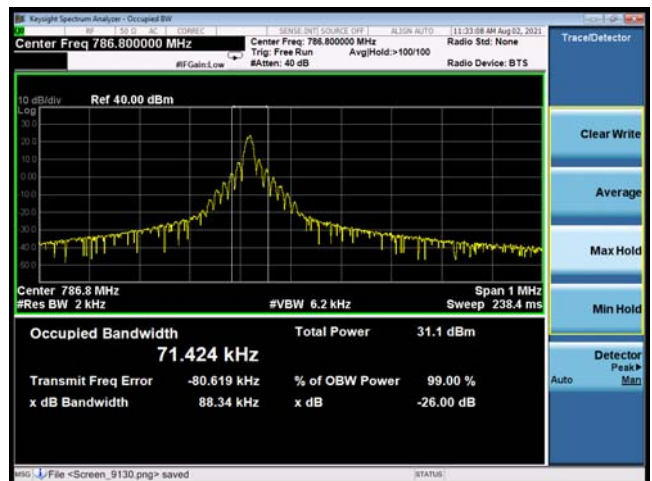 Keysight Spectrum Analyzer - Occupied BW
RF 50 Ω AC CORREC SENSE:INT SOURCE OFF ALIGN AUTO 11:33:08 AM Aug 02, 2021
Center Freq 786.800000 MHz
Center Freq: 786.800000 MHz
Radio Std: None
Trig: Free Run Avg|Hold:>100/100
#IFGain:Low #Atten: 40 dB Radio Device: BTS
10 dB/div Ref 40.00 dBm
Log
30.0
20.0
10.0
0.00
-10.0
-20.0
-30.0
-40.0
-50.0
Center 786.8 MHz Span 1 MHz
#Res BW 2 kHz #VBW 6.2 kHz Sweep 238.4 ms
Occupied Bandwidth Total Power 31.1 dBm
71.424 kHz
Transmit Freq Error -80.619 kHz % of OBW Power 99.00 %
x dB Bandwidth 88.34 kHz x dB -26.00 dB
MSG File <Screen_9130.png> saved STATUS
Trace/Detector
Clear Write
Average
Max Hold
Min Hold
Detector
Peak▶
Auto Man